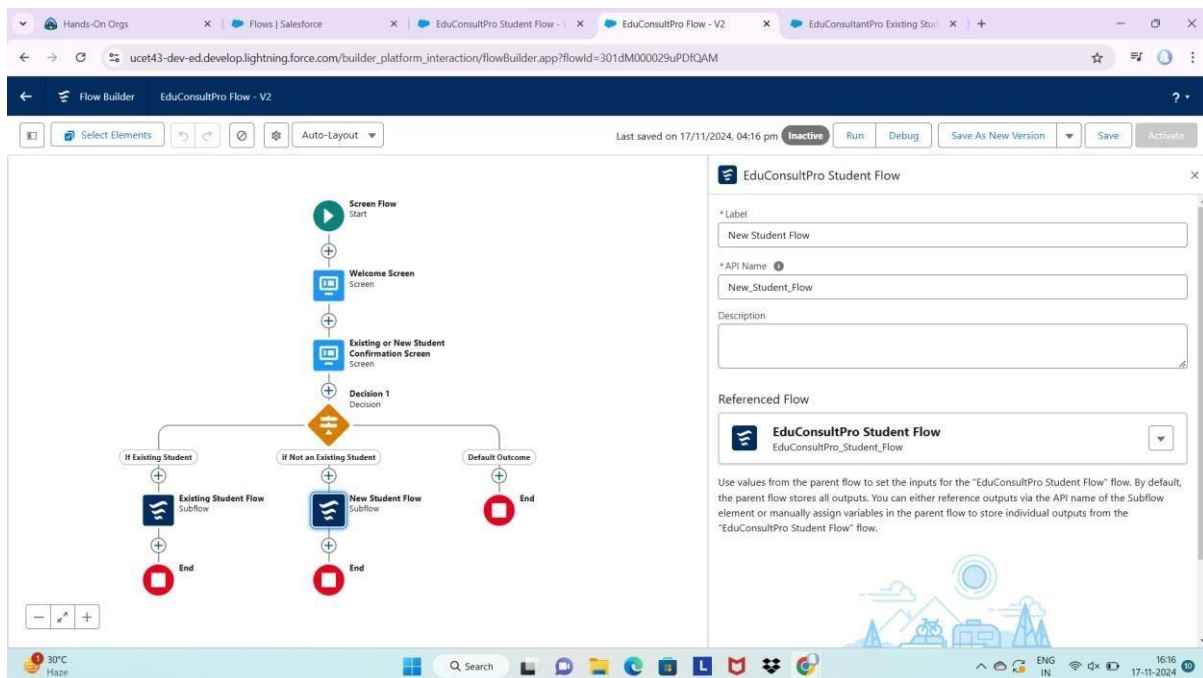 Hands-On Orgs
Flows | Salesforce
EduConsultPro Student Flow -
EduConsultPro Flow - V2
EduConsultantPro Existing Stud
ucet43-dev-ed.develop.lightning.force.com/builder_platform_interaction/flowBuilder.app?flowId=301dM000029uPDfQAM
Flow Builder
EduConsultPro Flow - V2
?
Select Elements
Auto-Layout
Last saved on 17/11/2024, 04:16 pm
Inactive
Run
Debug
Save As New Version
Save
Activate
Screen Flow
Start
Welcome Screen
Screen
Existing or New Student
Confirmation Screen
Screen
Decision 1
Decision
If Existing Student
if Not an Existing Student
Default Outcome
Existing Student Flow
Subflow
New Student Flow
Subflow
End
End
End
EduConsultPro Student Flow
*Label
New Student Flow
*API Name
New_Student_Flow
Description
Referenced Flow
EduConsultPro Student Flow
EduConsultPro_Student_Flow
Use values from the parent flow to set the inputs for the "EduConsultPro Student Flow" flow. By default,
the parent flow stores all outputs. You can either reference outputs via the API name of the Subflow
element or manually assign variables in the parent flow to store individual outputs from the
"EduConsultPro Student Flow" flow.
1
30°C
Haze
Search
L
ENG
IN
16:16
17-11-2024
10